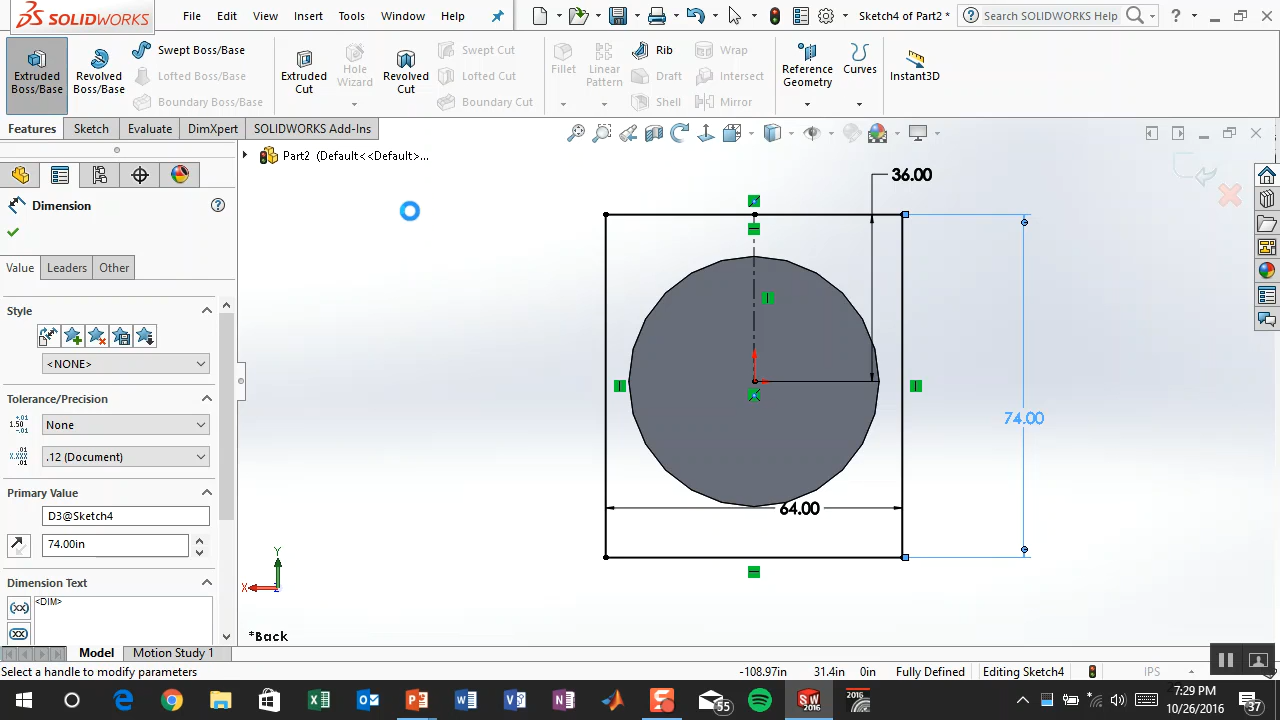 SOLIDWORKS File Edit View Insert Tools Window Help Sketch4 of Part2 * Search SOLIDWORKS Help
Extruded Boss/Base
Revolved Boss/Base
Swept Boss/Base
Lofted Boss/Base
Boundary Boss/Base
Extruded Cut
Hole Wizard
Revolved Cut
Swept Cut
Lofted Cut
Boundary Cut
Fillet
Linear Pattern
Rib
Draft
Shell
Wrap
Intersect
Mirror
Reference Geometry
Curves
Instant3D
Features Sketch Evaluate DimXpert SOLIDWORKS Add-Ins
Part2 (Default<<Default>...
Dimension
Value Leaders Other
Style
<NONE>
Tolerance/Precision
None
.12 (Document)
Primary Value
D3@Sketch4
74.00in
Dimension Text
<DIM>
36.00
74.00
64.00
Y
X
*Back
Model Motion Study 1
Select a handle to modify parameters -108.97in 31.4in 0in Fully Defined Editing Sketch4 IPS
55
SW 2016
2016
7:29 PM
10/26/2016
37